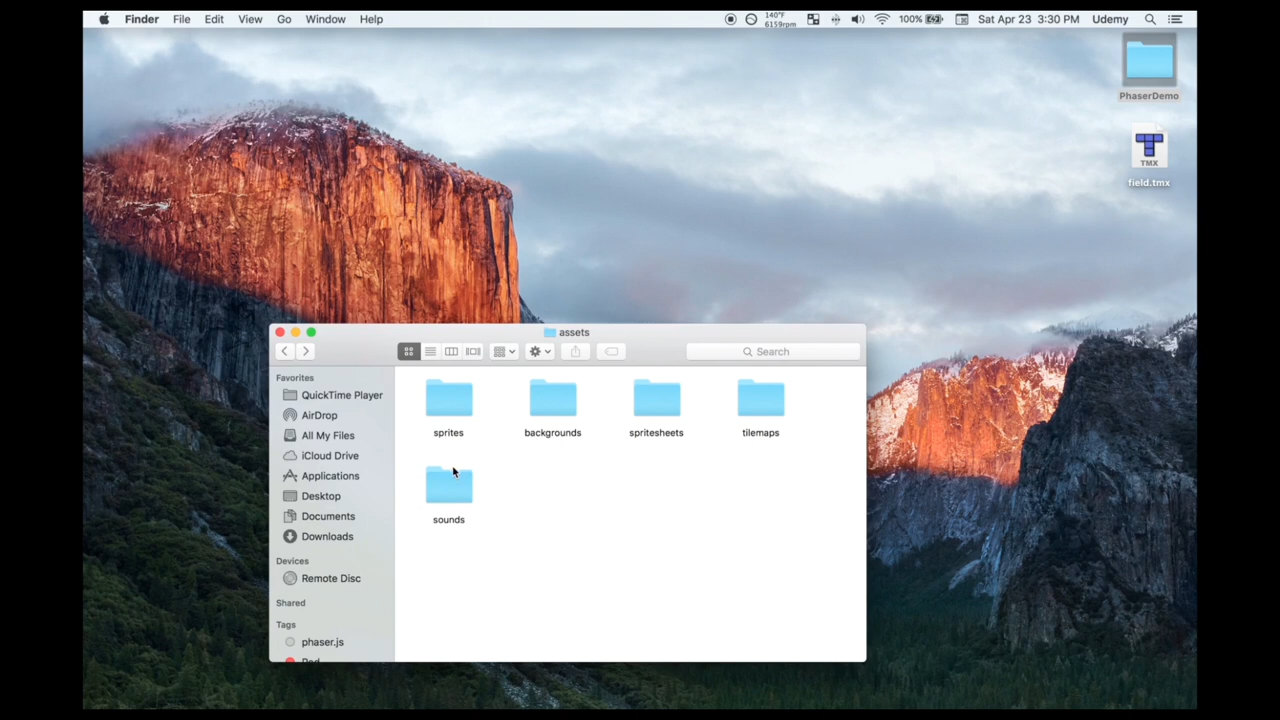 Finder File Edit View Go Window Help 140°F 6159rpm 100% Sat Apr 23 3:30 PM Udemy
PhaserDemo
TMX
field.tmx
assets
Search
Favorites
QuickTime Player
AirDrop
All My Files
iCloud Drive
Applications
Desktop
Documents
Downloads
Devices
Remote Disc
Shared
Tags
phaser.js
Red
sprites backgrounds spritesheets tilemaps
sounds